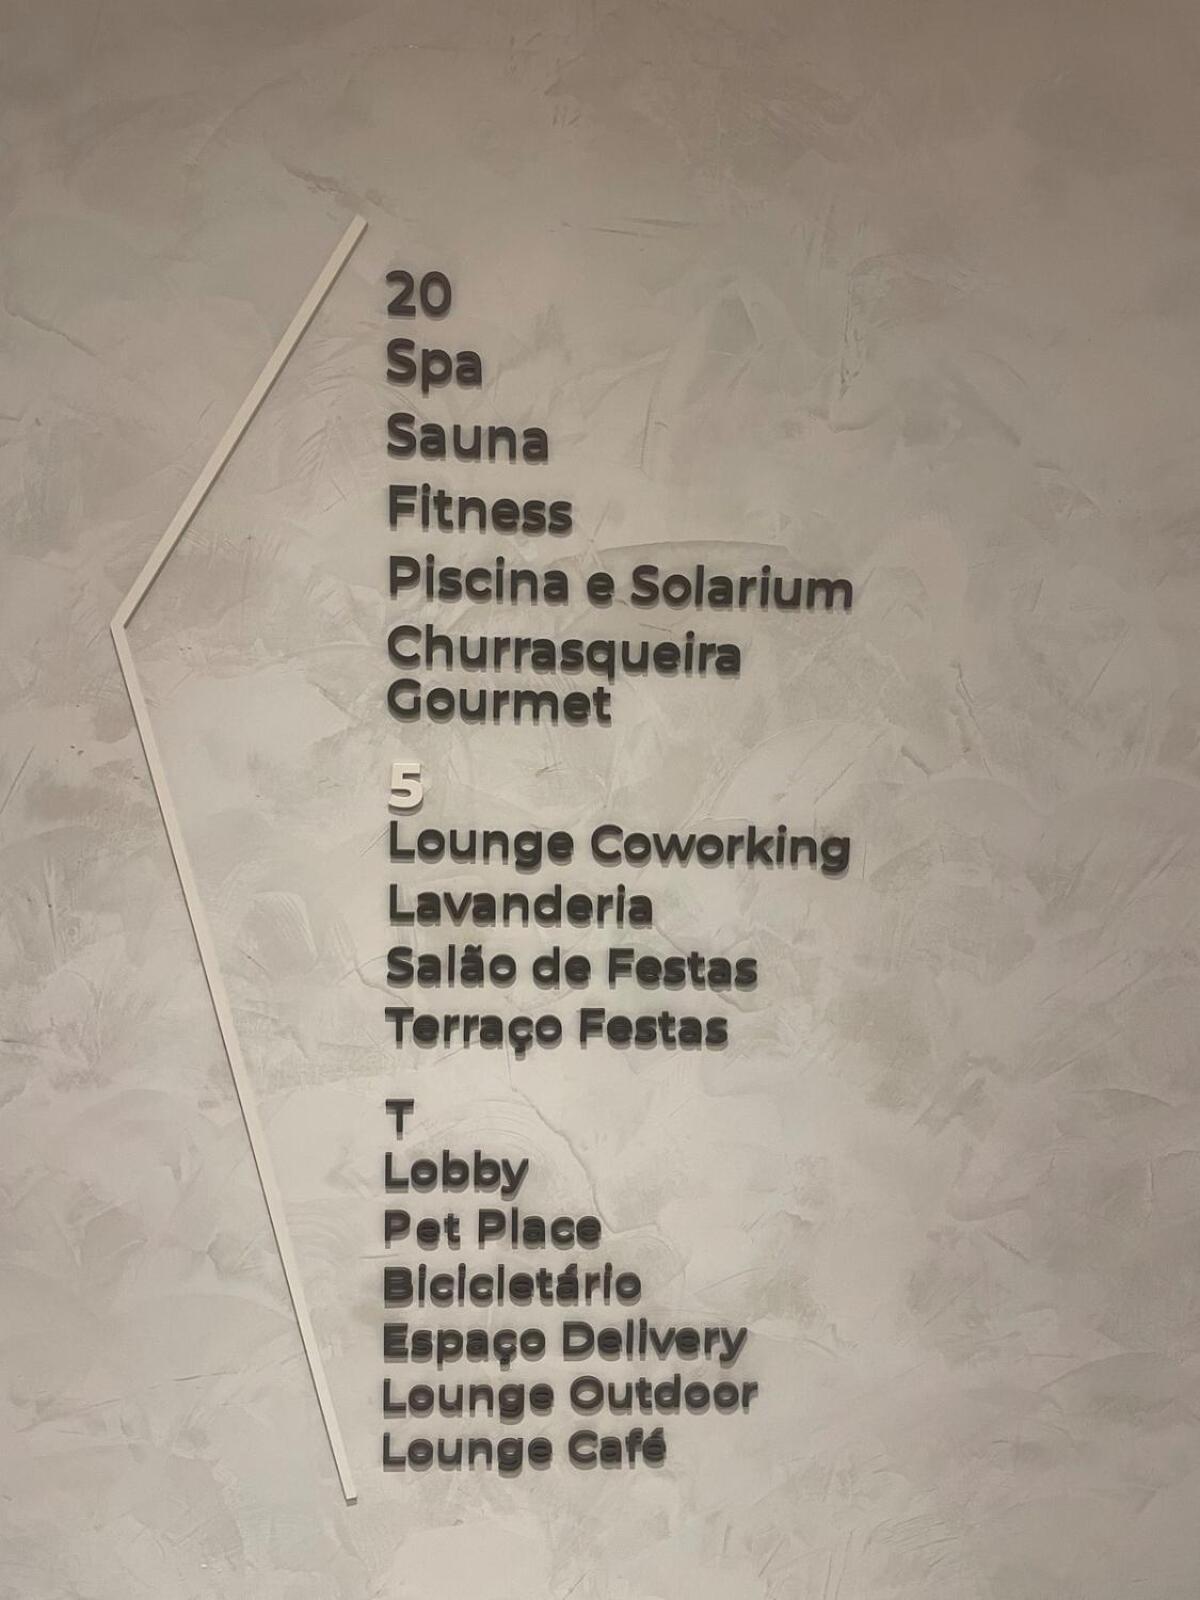 20
Spa
Sauna
Fitness
Piscina e Solarium
Churrasqueira
Gourmet
5
Lounge Coworking
Lavanderia
Salão de Festas
Terraço Festas
T
Lobby
Pet Place
Bicicletário
Espaço Delivery
Lounge Outdoor
Lounge Café